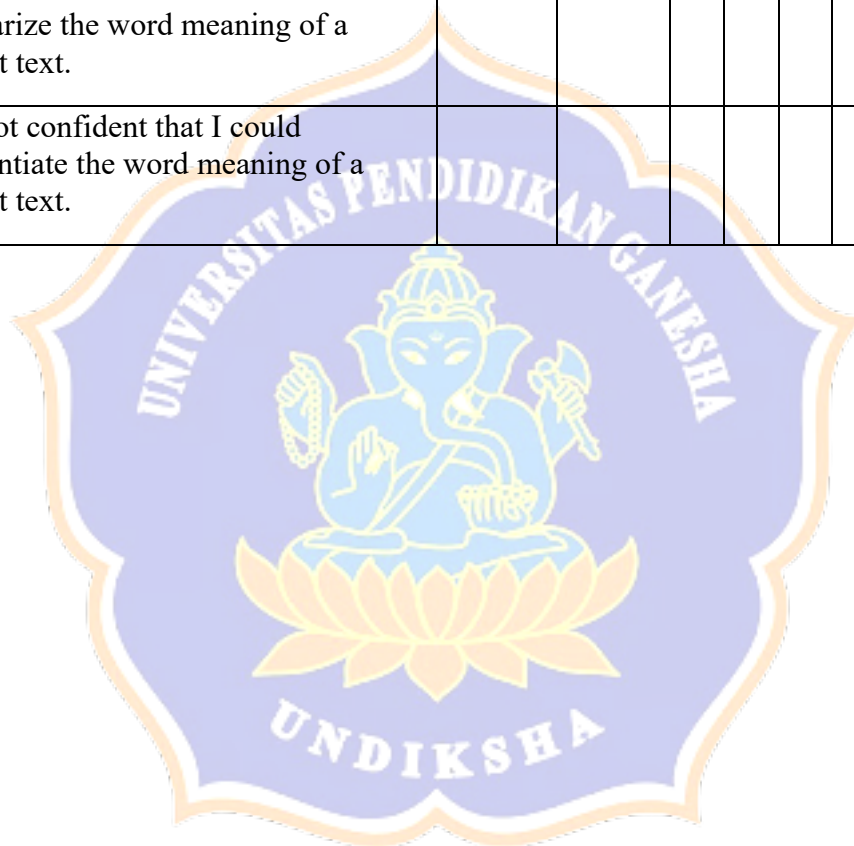 arize the word meaning of a
t text.
ot confident that I could
ntiate the word meaning of a
t text.
UNIVERSITAS PENDIDIKAN GANESHA
UNDIKSHA